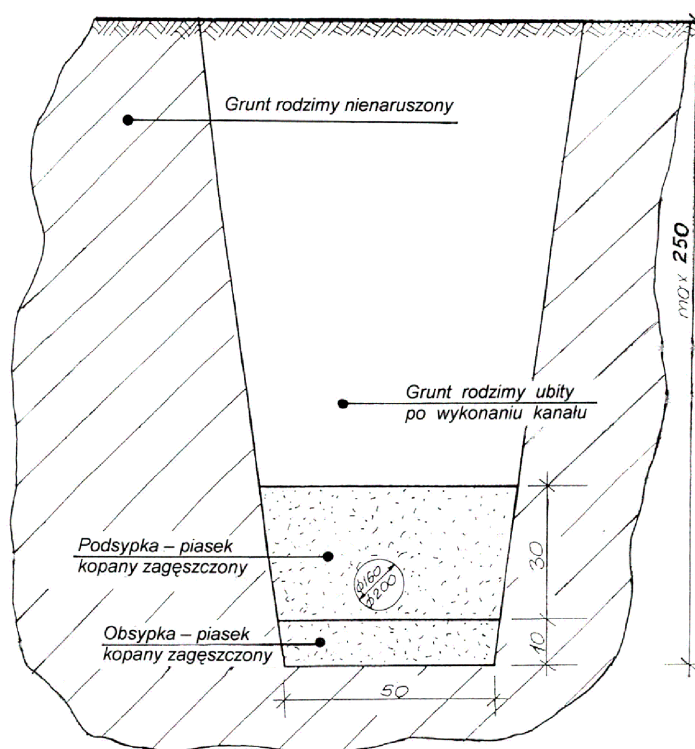 Grunt rodzimy nienaruszony
max 250
Grunt rodzimy ubity
po wykonaniu kanału
Podsypka – piasek
kopany zagęszczony
ø160
ø200
30
Obsypka – piasek
kopany zagęszczony
10
50